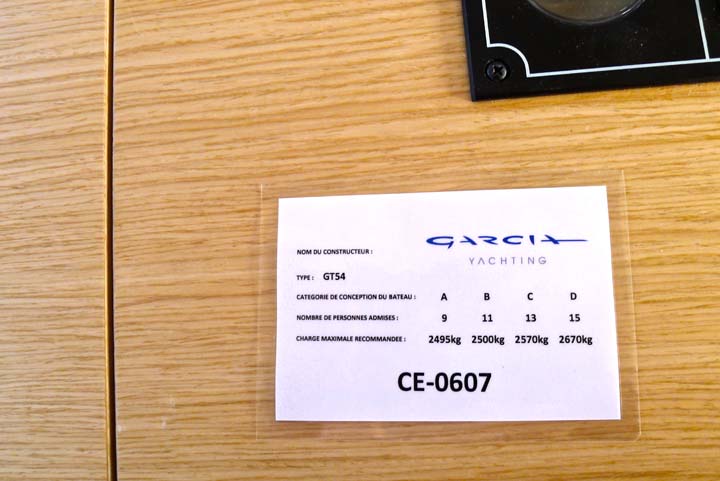 GARCIA
YACHTING
NOM DU CONSTRUCTEUR :
TYPE : GT54
CATEGORIE DE CONCEPTION DU BATEAU : A B C D
NOMBRE DE PERSONNES ADMISES : 9 11 13 15
CHARGE MAXIMALE RECOMMANDEE : 2495kg 2500kg 2570kg 2670kg
CE-0607